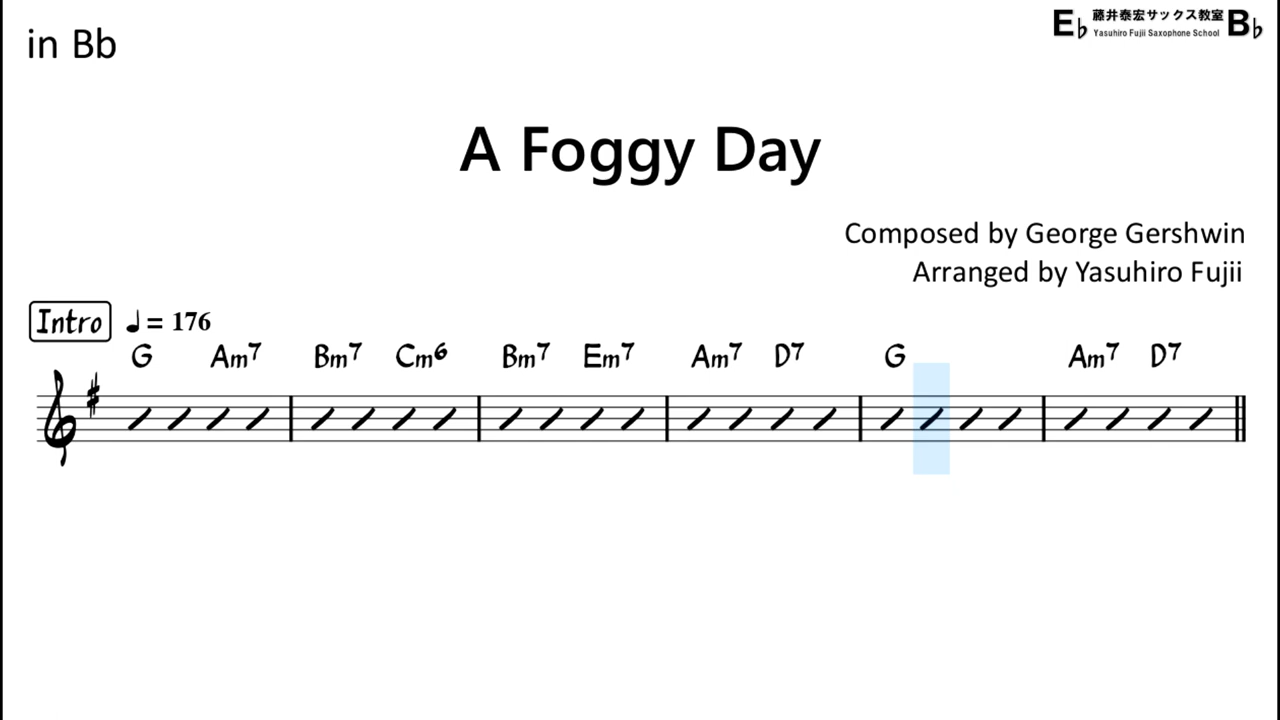 in Bb
E♭ 藤井泰宏サックス教室 B♭
Yasuhiro Fujii Saxophone School
A Foggy Day
Composed by George Gershwin
Arranged by Yasuhiro Fujii
Intro ♩= 176
G Am7 Bm7 Cm6 Bm7 Em7 Am7 D7 G Am7 D7